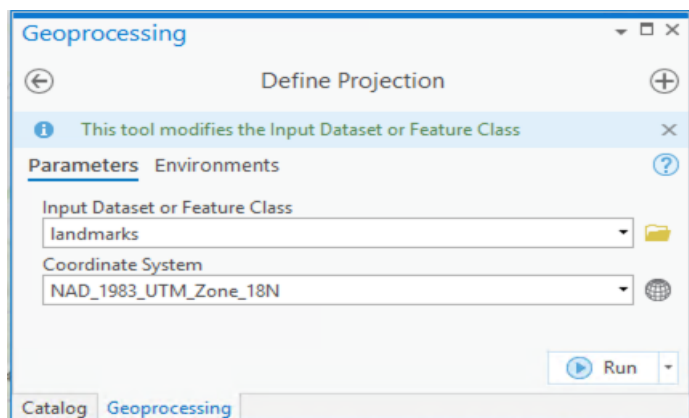 Geoprocessing
Define Projection
This tool modifies the Input Dataset or Feature Class
Parameters Environments
Input Dataset or Feature Class
landmarks
Coordinate System
NAD_1983_UTM_Zone_18N
Run
Catalog Geoprocessing